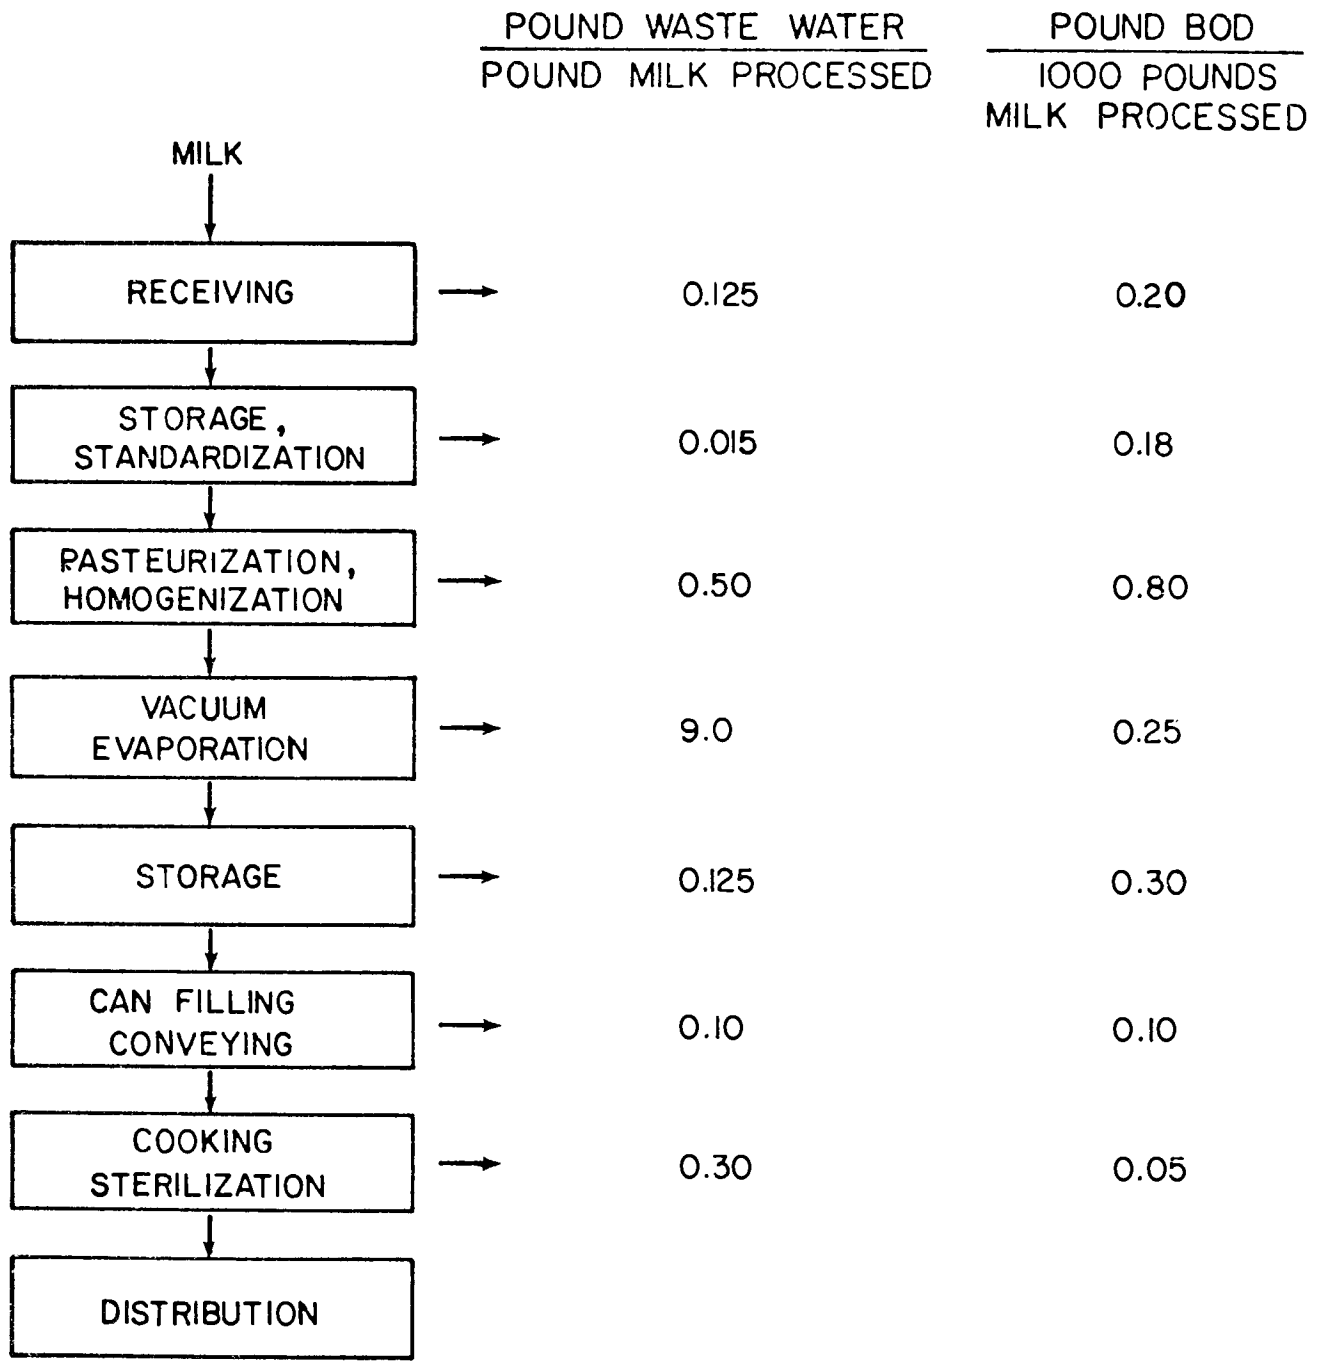 POUND WASTE WATER
POUND MILK PROCESSED
POUND BOD
1000 POUNDS
MILK PROCESSED
MILK
RECEIVING
0.125
0.20
STORAGE,
STANDARDIZATION
0.015
0.18
PASTEURIZATION,
HOMOGENIZATION
0.50
0.80
VACUUM
EVAPORATION
9.0
0.25
STORAGE
0.125
0.30
CAN FILLING
CONVEYING
0.10
0.10
COOKING
STERILIZATION
0.30
0.05
DISTRIBUTION